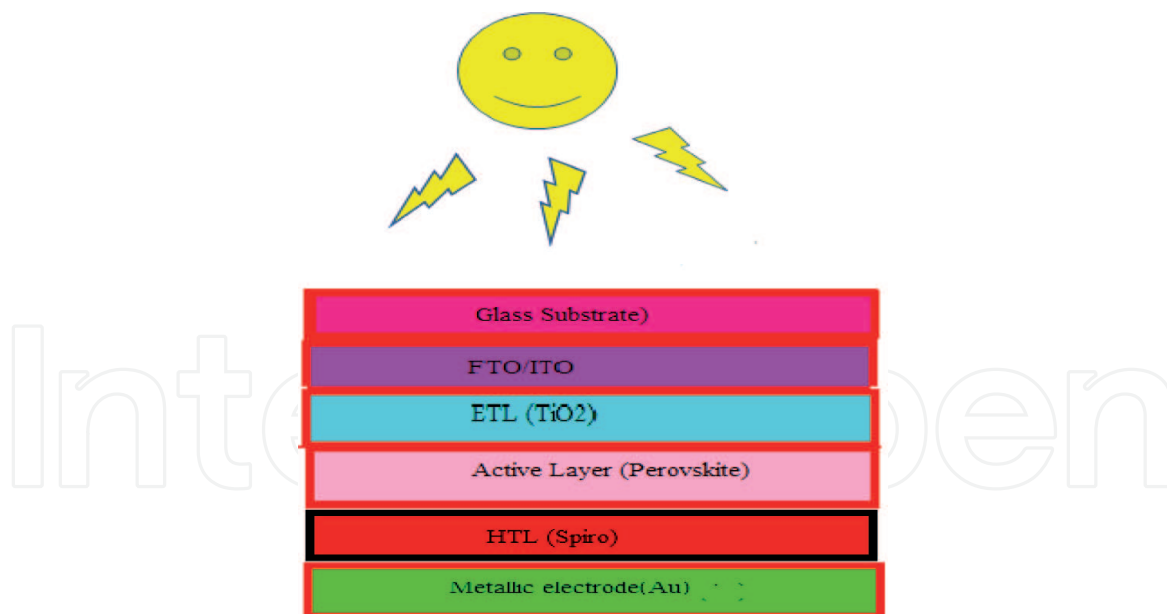 Glass Substrate)
FTO/ITO
ETL (TiO2)
Active Layer (Perovskite)
HTL (Spiro)
Metallic electrode(Au)